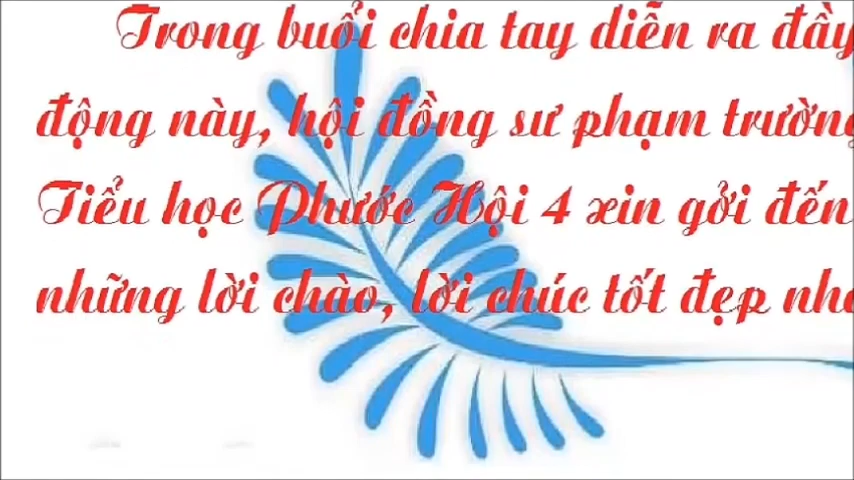 Trong buổi chia tay diễn ra đầy
động này, hội đồng sư phạm trường
Tiểu học Phước Hội 4 xin gởi đến
những lời chào, lời chúc tốt đẹp